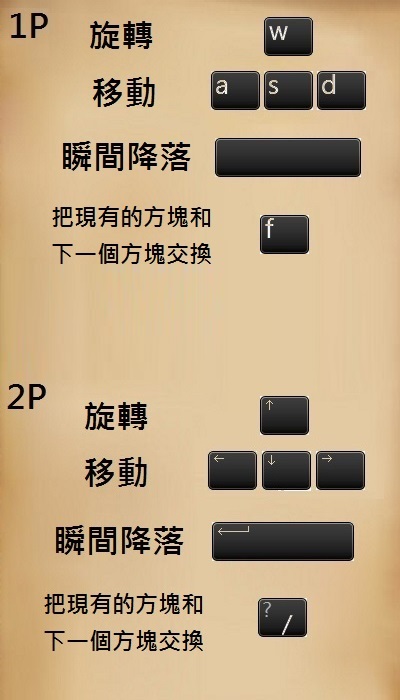 1P
旋轉 w
移動 a s d
瞬間降落
把現有的方塊和
下一個方塊交換
f
2P
旋轉 ↑
移動 ← ↓ →
瞬間降落 ←
把現有的方塊和
下一個方塊交換
? /